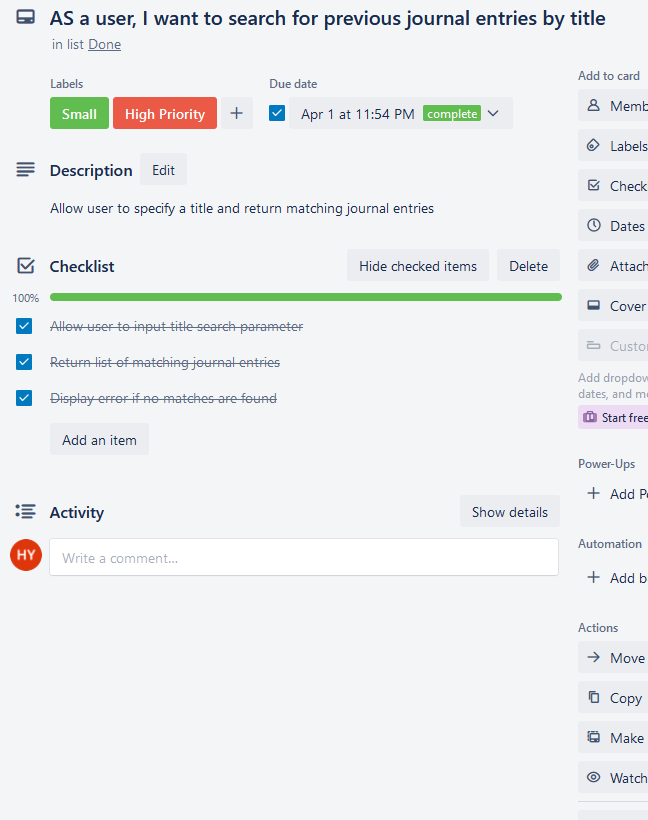 AS a user, I want to search for previous journal entries by title
in list Done
Labels
Small
High Priority
Due date
Apr 1 at 11:54 PM complete
Description
Edit
Allow user to specify a title and return matching journal entries
Checklist
Hide checked items
Delete
100%
Allow user to input title search parameter
Return list of matching journal entries
Display error if no matches are found
Add an item
Activity
Show details
HY
Write a comment...
Add to card
Memb
Labels
Check
Dates
Attach
Cover
Custo
Add dropdow
dates, and mo
Start free
Power-Ups
+ Add Po
Automation
+ Add b
Actions
Move
Copy
Make
Watch